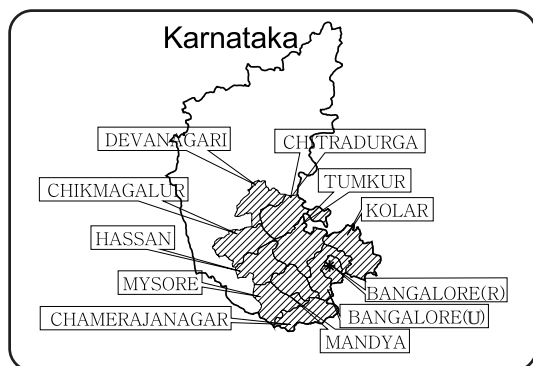 Karnataka
DEVANAGARI
CHITRADURGA
CHIKMAGALUR
TUMKUR
KOLAR
HASSAN
MYSORE
BANGALORE(R)
CHAMERAJANAGAR
BANGALORE(U)
MANDYA